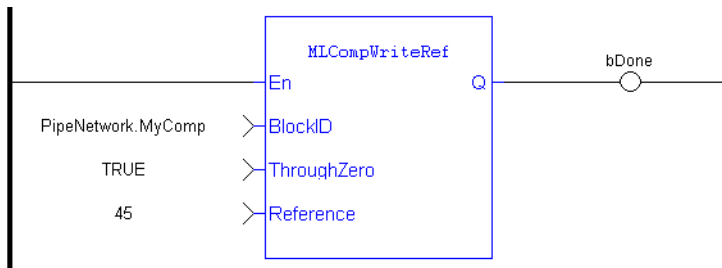 MLCompWriteRef
bDone
En
Q
PipeNetwork.MyComp
BlockID
TRUE
ThroughZero
45
Reference